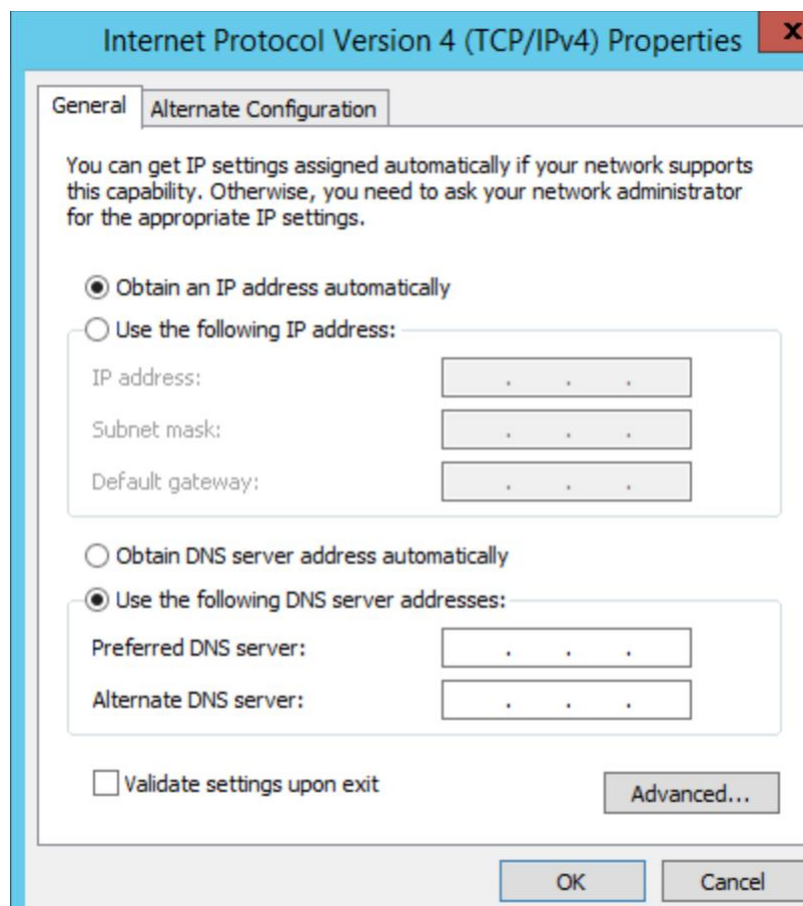 Internet Protocol Version 4 (TCP/IPv4) Properties
x
General
Alternate Configuration
You can get IP settings assigned automatically if your network supports
this capability. Otherwise, you need to ask your network administrator
for the appropriate IP settings.
Obtain an IP address automatically
Use the following IP address:
IP address: . . .
Subnet mask: . . .
Default gateway: . . .
Obtain DNS server address automatically
Use the following DNS server addresses:
Preferred DNS server: . . .
Alternate DNS server: . . .
Validate settings upon exit
Advanced...
OK
Cancel